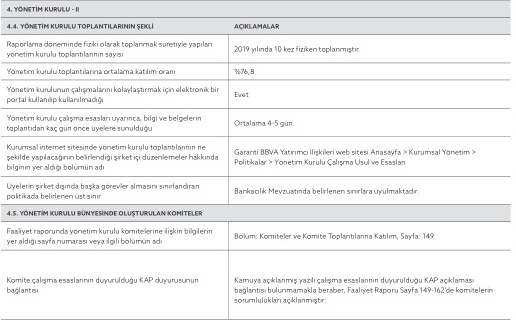 4. YÖNETİM KURULU - II
4.4. YÖNETİM KURULU TOPLANTILARININ ŞEKLİ
AÇIKLAMALAR
Raporlama döneminde fiziki olarak toplanmak suretiyle yapılan
yönetim kurulu toplantılarının sayısı
2019 yılında 10 kez fiziken toplanmıştır.
Yönetim kurulu toplantılarına ortalama katılım oranı
%76,8
Yönetim kurulunun çalışmalarını kolaylaştırmak için elektronik bir
portal kullanılıp kullanılmadığı
Evet
Yönetim kurulu çalışma esasları uyarınca, bilgi ve belgelerin
toplantıdan kaç gün önce üyelere sunulduğu
Ortalama 4-5 gün.
Kurumsal internet sitesinde yönetim kurulu toplantılarının ne
şekilde yapılacağının belirlendiği şirket içi düzenlemeler hakkında
bilginin yer aldığı bölümün adı
Garanti BBVA Yatırımcı İlişkileri web sitesi Anasayfa > Kurumsal Yönetim >
Politikalar > Yönetim Kurulu Çalışma Usul ve Esasları
Üyelerin şirket dışında başka görevler almasını sınırlandıran
politikada belirlenen üst sınır
Bankacılık Mevzuatında belirlenen sınırlara uyulmaktadır.
4.5. YÖNETİM KURULU BÜNYESİNDE OLUŞTURULAN KOMİTELER
Faaliyet raporunda yönetim kurulu komitelerine ilişkin bilgilerin
yer aldığı sayfa numarası veya ilgili bölümün adı
Bölüm: Komiteler ve Komite Toplantılarına Katılım, Sayfa: 149
Komite çalışma esaslarının duyurulduğu KAP duyurusunun
bağlantısı
Kamuya açıklanmış yazılı çalışma esaslarının duyurulduğu KAP açıklaması
bağlantısı bulunmamakla beraber, Faaliyet Raporu Sayfa 149-162'de komitelerin
sorumlulukları açıklanmıştır.